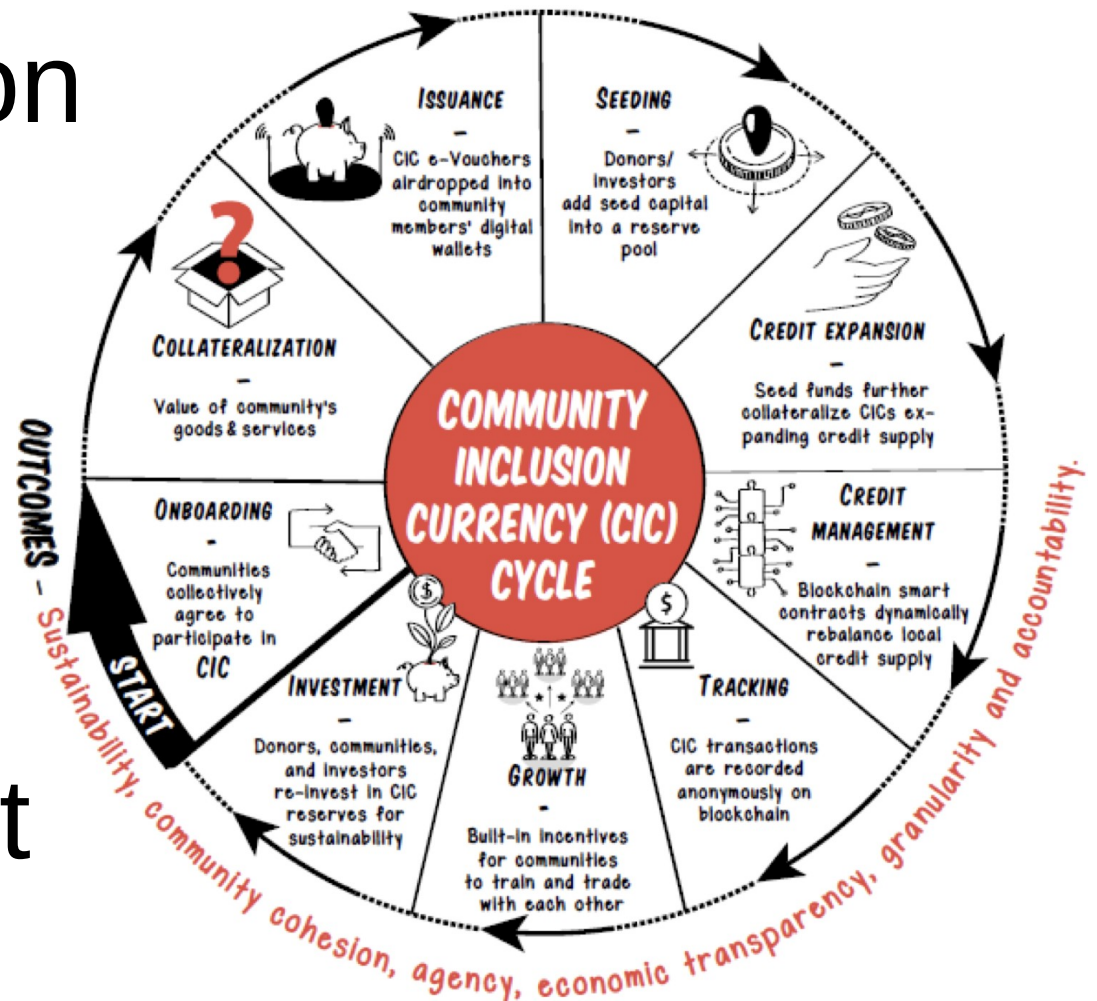 on
t
COMMUNITY
INCLUSION
CURRENCY (CIC)
CYCLE
START
ONBOARDING
-
Communities
collectively
agree to
participate in
CIC
?
COLLATERALIZATION
-
Value of community's
goods & services
ISSUANCE
-
CIC e-Vouchers
airdropped into
community
members' digital
wallets
SEEDING
-
Donors/
investors
add seed capital
into a reserve
pool
CREDIT EXPANSION
-
Seed funds further
collateralize CICs ex-
panding credit supply
CREDIT
MANAGEMENT
-
Blockchain smart
contracts dynamically
rebalance local
credit supply
$
TRACKING
-
CIC transactions
are recorded
anonymously on
blockchain
GROWTH
-
Built-in incentives
for communities
to train and trade
with each other
$
INVESTMENT
-
Donors, communities,
and investors
re-invest in CIC
reserves for
sustainability
OUTCOMES - Sustainability, community cohesion, agency, economic transparency, granularity and accountability.